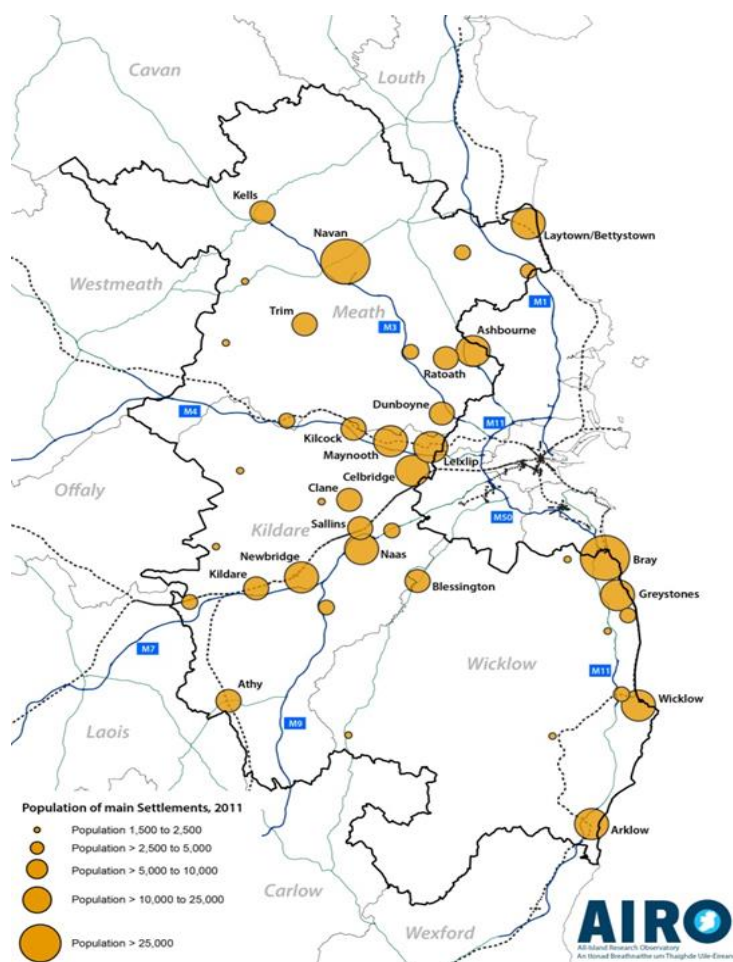 Cavan
Louth
Kells
Navan
Laytown/Bettystown
Westmeath
Meath
M1
Trim
M3
Ashbourne
Ratoath
Dunboyne
M4
M11
Kilcock
Maynooth
Leixlip
Celbridge
Offaly
Clane
Sallins
M50
Kildare
Newbridge
Naas
Bray
Kildare
Blessington
Greystones
M7
Wicklow
M11
Athy
Wicklow
Laois
M9
Population of main Settlements, 2011
Population 1,500 to 2,500
Population > 2,500 to 5,000
Population > 5,000 to 10,000
Population > 10,000 to 25,000
Population > 25,000
Arklow
Carlow
Wexford
AIRO
All-Island Research Observatory
An tIonad Breathnaithe um Thaighde Uile-Éireann